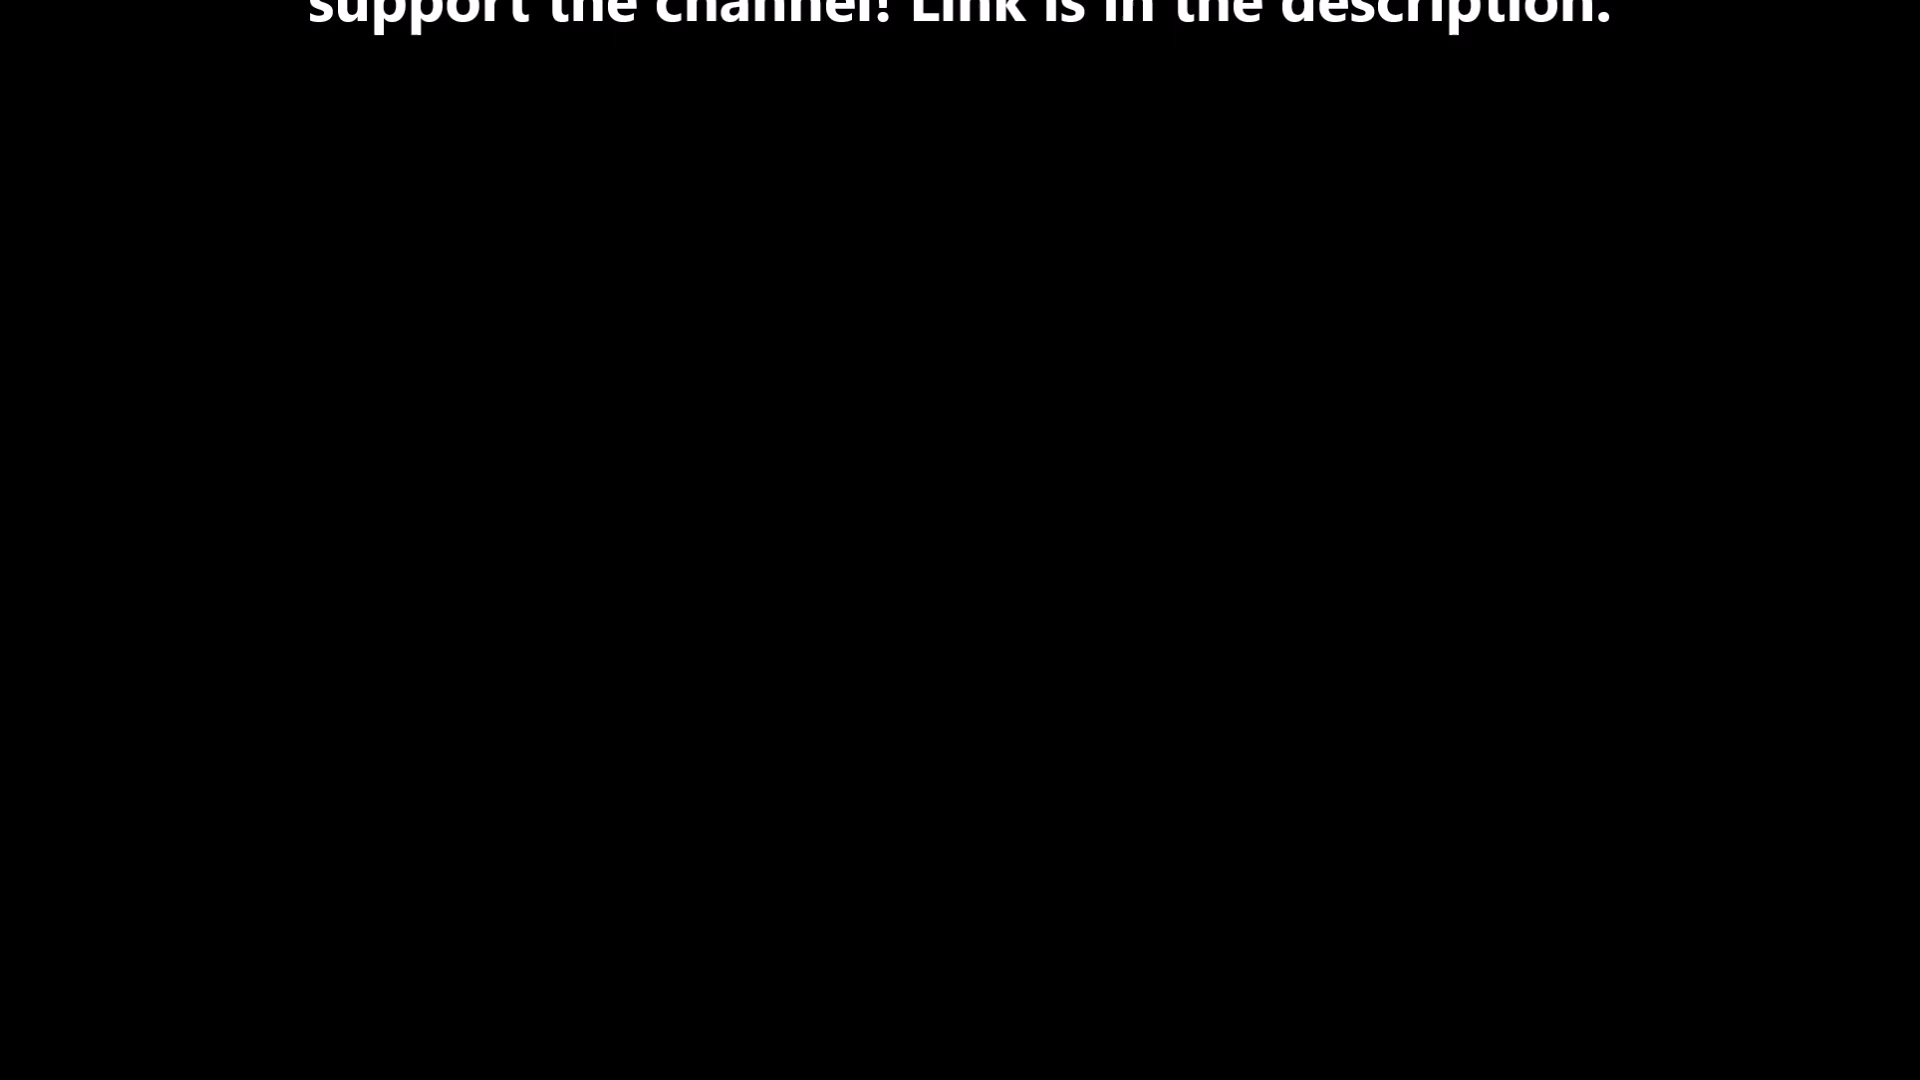 support the channel! Link is in the description.